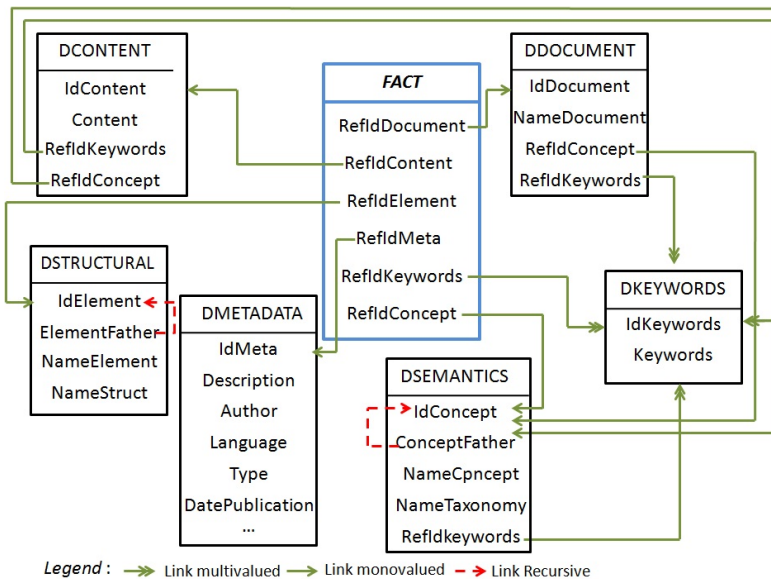 DCONTENT
IdContent
Content
RefIdKeywords
RefIdConcept
FACT
RefIdDocument
RefIdContent
RefIdElement
RefIdMeta
RefIdKeywords
RefIdConcept
DDOCUMENT
IdDocument
NameDocument
RefIdConcept
RefIdKeywords
DSTRUCTURAL
IdElement
ElementFather
NameElement
NameStruct
DMETADATA
IdMeta
Description
Author
Language
Type
DatePublication
...
DSEMANTICS
IdConcept
ConceptFather
NameCpncept
NameTaxonomy
RefIdkeywords
DKEYWORDS
IdKeywords
Keywords
Legend : Link multivalued Link monovalued Link Recursive